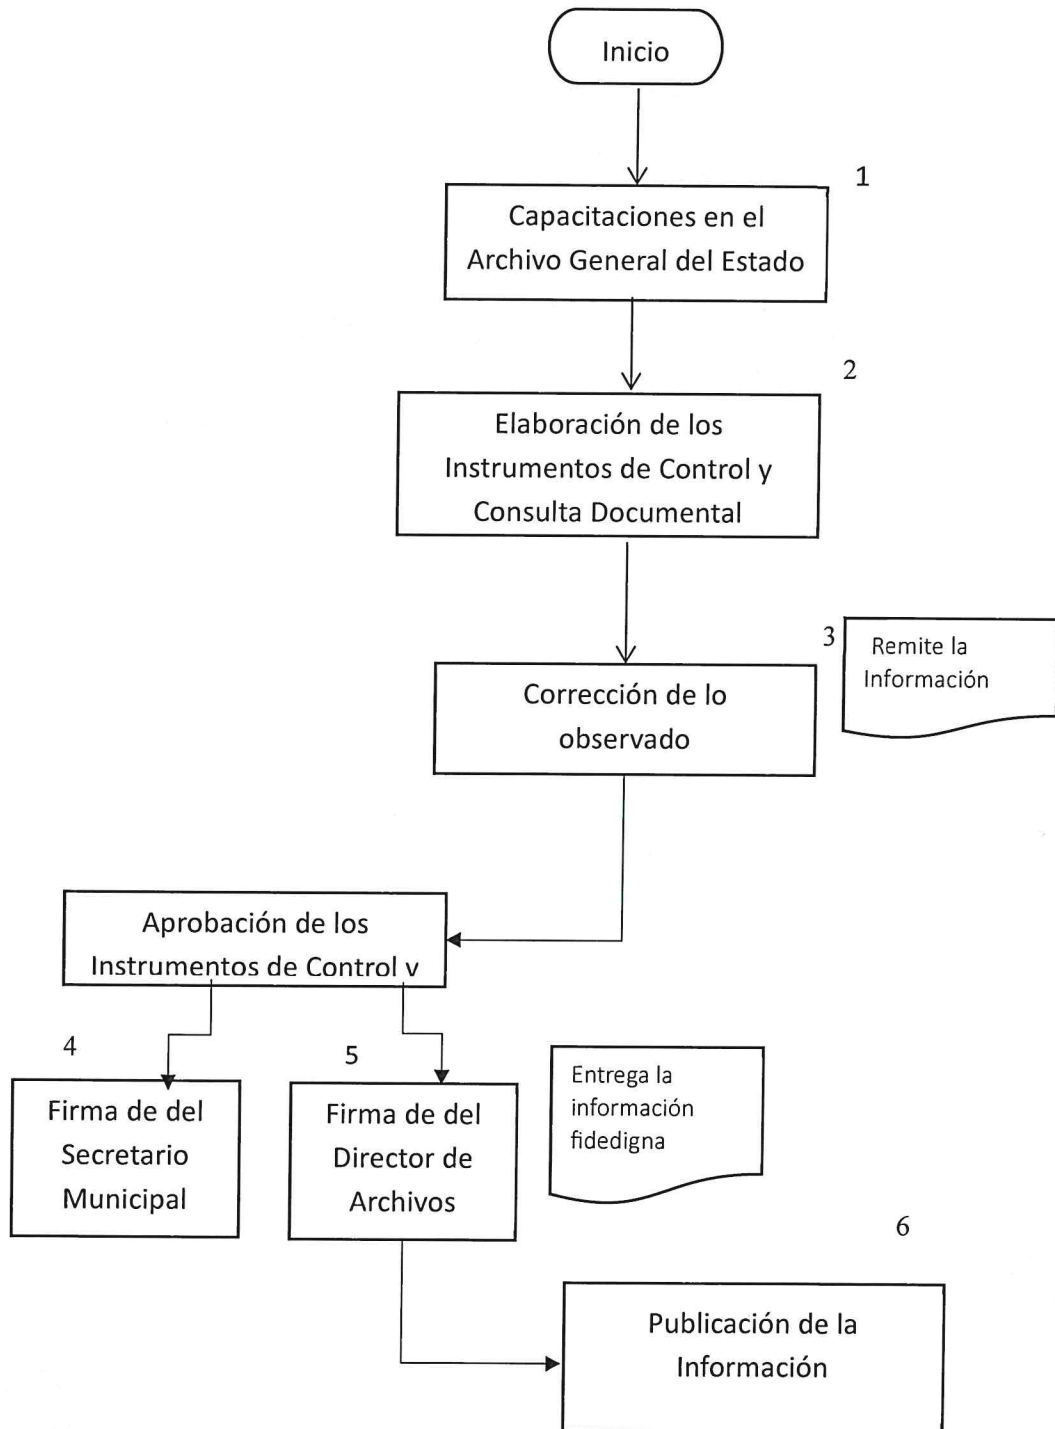 Inicio
1
Capacitaciones en el
Archivo General del Estado
2
Elaboración de los
Instrumentos de Control y
Consulta Documental
3
Remite la
Información
Corrección de lo
observado
Aprobación de los
Instrumentos de Control y
4
5
Firma de del
Secretario
Municipal
Firma de del
Director de
Archivos
Entrega la
información
fidedigna
6
Publicación de la
Información